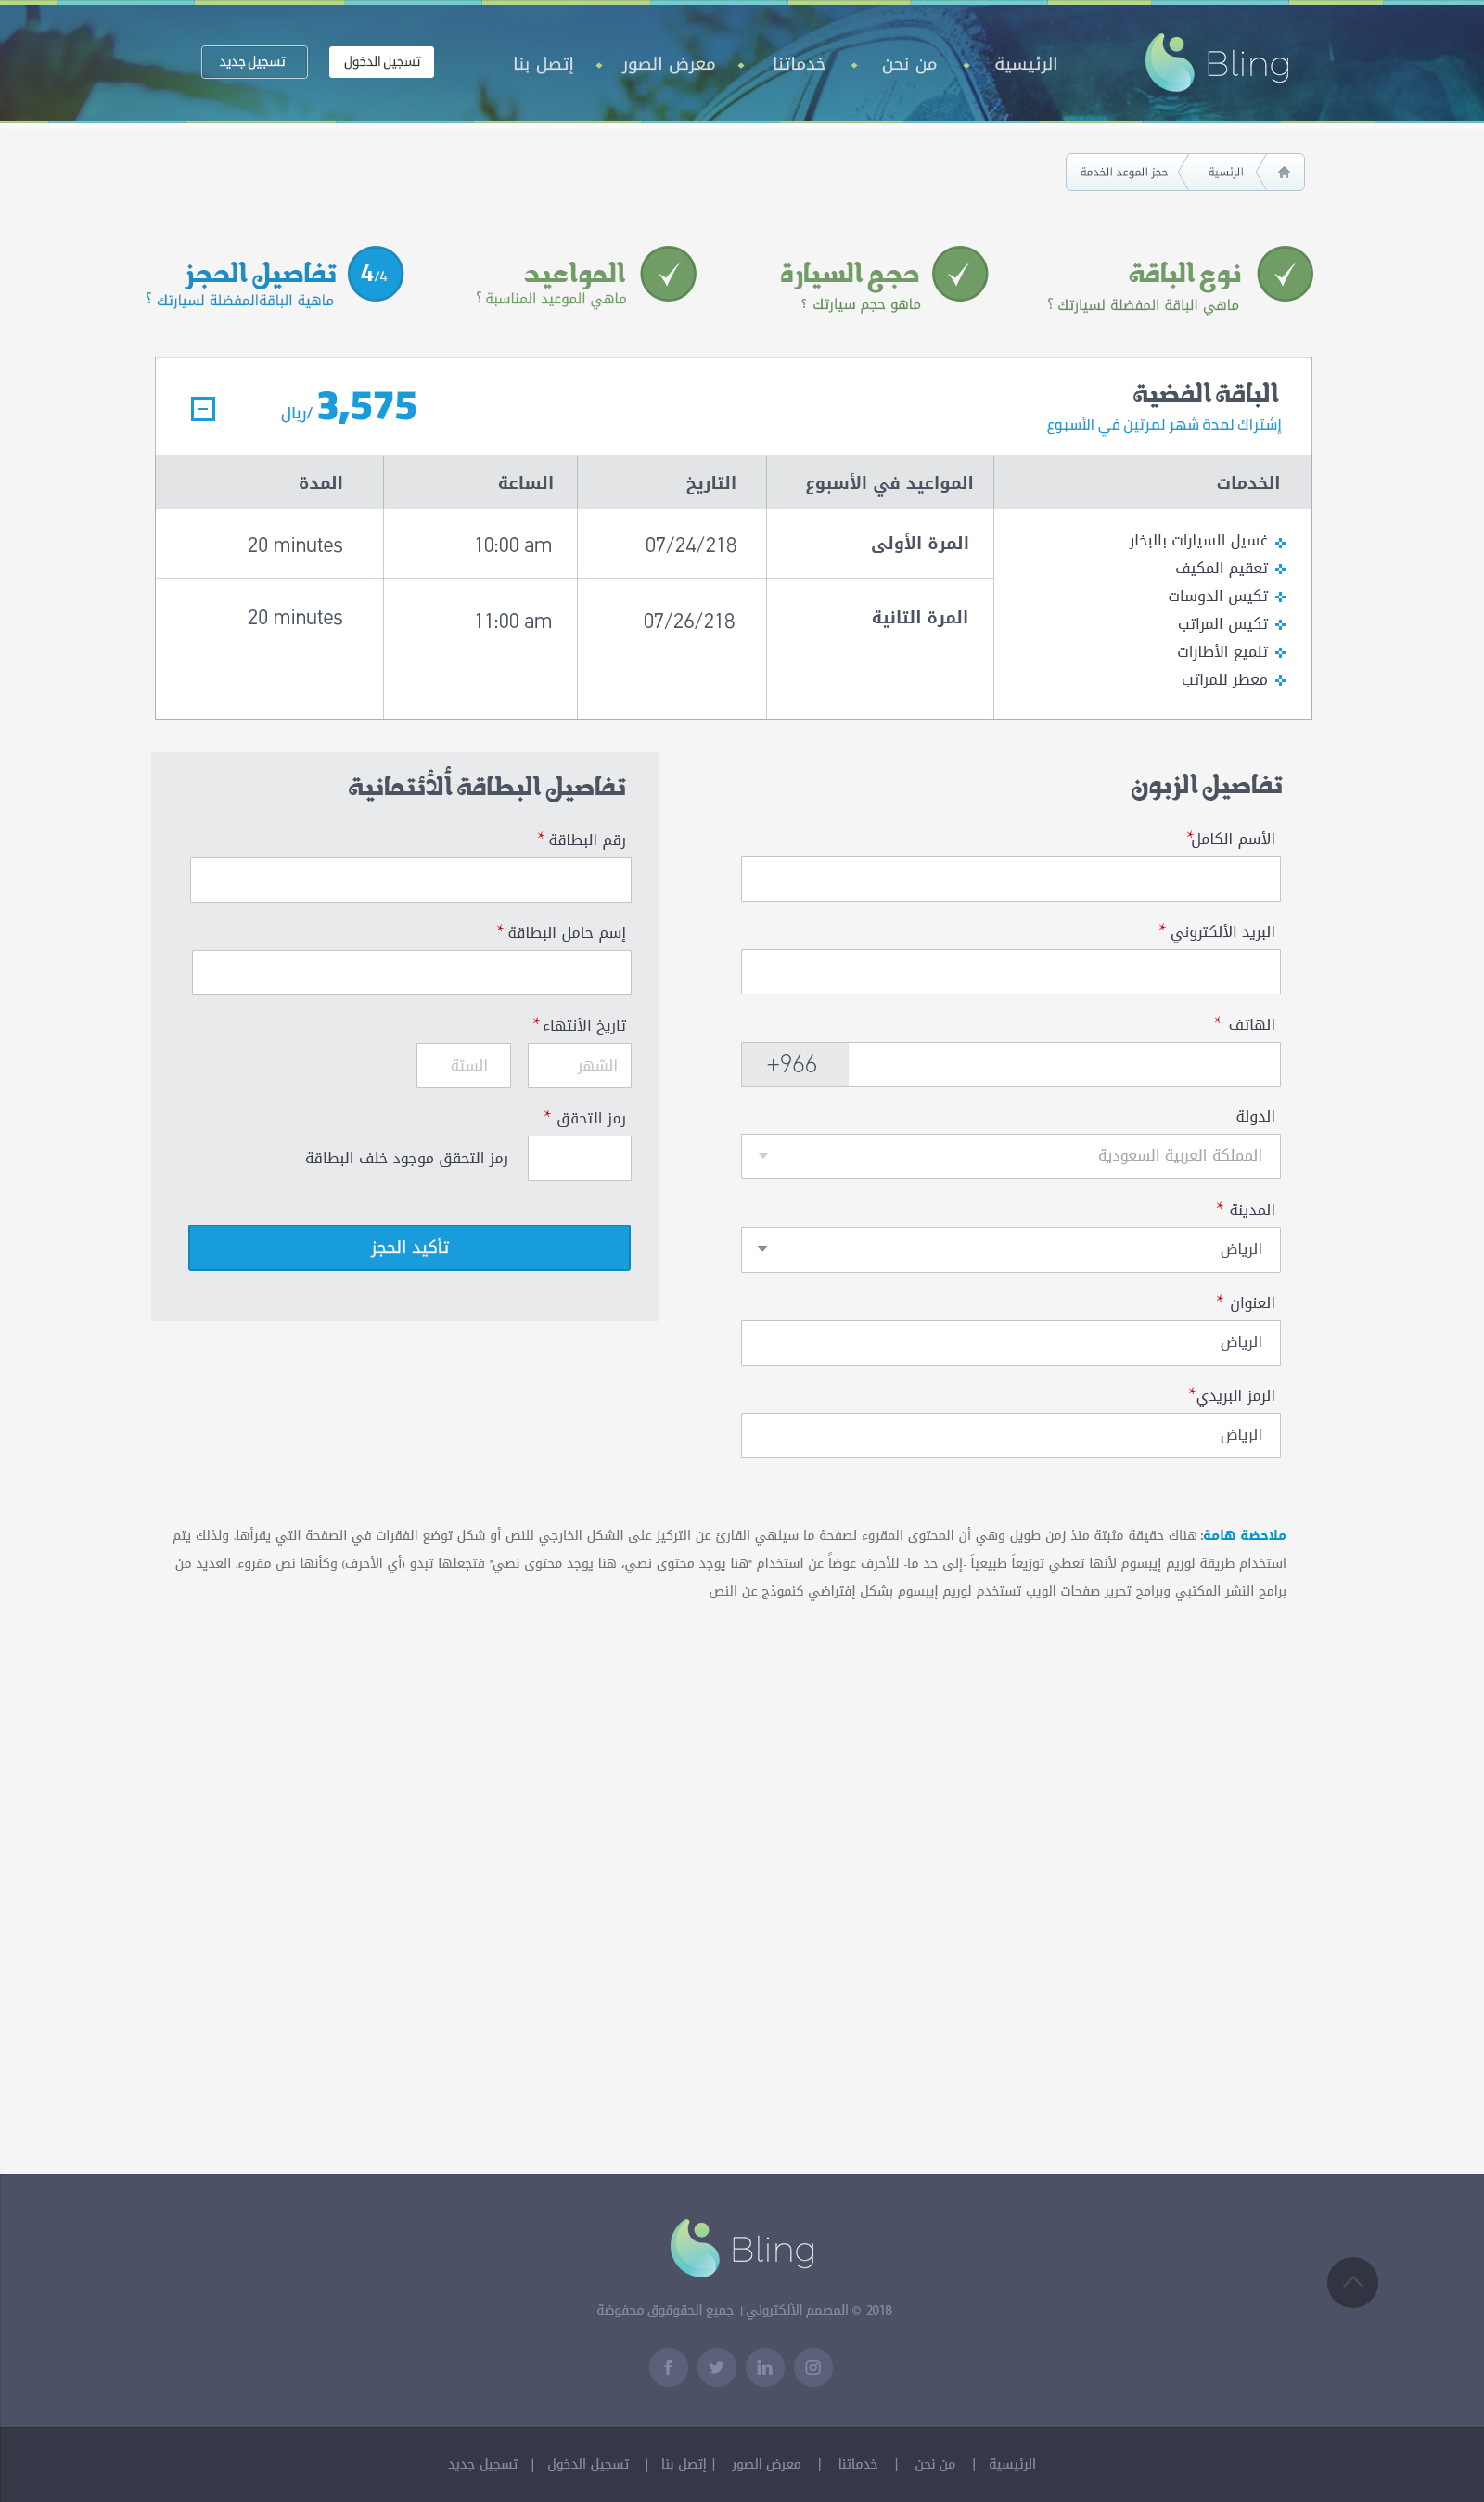 Bling
الرئيسية
من نحن
خدماتنا
معرض الصور
إتصل بنا
تسجيل الدخول
تسجيل جديد
الرئسية
حجز الموعد الخدمة
نوع الباقة
ماهي الباقة المفضلة لسيارتك ؟
حجم السيارة
ماهو حجم سيارتك ؟
المواعيد
ماهي الموعيد المناسبة ؟
4/4
تفاصيل الحجز
ماهية الباقةالمفضلة لسيارتك ؟
الباقة الفضية
إشتراك لمدة شهر لمرتين في الأسبوع
3,575 /ريال
الخدمات
المواعيد في الأسبوع
التاريخ
الساعة
المدة
غسيل السيارات بالبخار
تعقيم المكيف
تكيس الدوسات
تكيس المراتب
تلميع الأطارات
معطر للمراتب
المرة الأولى
07/24/218
10:00 am
20 minutes
المرة الثانية
07/26/218
11:00 am
20 minutes
تفاصيل الزبون
الأسم الكامل*
البريد الألكتروني *
الهاتف *
+966
الدولة
المملكة العربية السعودية
المدينة *
الرياض
العنوان *
الرياض
الرمز البريدي*
الرياض
تفاصيل البطاقة ألأئتمانية
رقم البطاقة *
إسم حامل البطاقة *
تاريخ الأنتهاء *
الشهر
الستة
رمز التحقق *
رمز التحقق موجود خلف البطاقة
تأكيد الحجز
ملاحضة هامة: هناك حقيقة مثبتة منذ زمن طويل وهي أن المحتوى المقروء لصفحة ما سيلهي القارئ عن التركيز على الشكل الخارجي للنص أو شكل توضع الفقرات في الصفحة التي يقرأها. ولذلك يتم
استخدام طريقة لوريم إيبسوم لأنها تعطي توزيعاَ طبيعياَ -إلى حد ما- للأحرف عوضاً عن استخدام "هنا يوجد محتوى نصي، هنا يوجد محتوى نصي" فتجعلها تبدو (أي الأحرف) وكأنها نص مقروء. العديد من
برامح النشر المكتبي وبرامح تحرير صفحات الويب تستخدم لوريم إيبسوم بشكل إفتراضي كنموذج عن النص
Bling
2018 © المصمم الألكتروني | جميع الحقوقوق محفوضة
الرئيسية | من نحن | خدماتنا | معرض الصور | إتصل بنا | تسجيل الدخول | تسجيل جديد